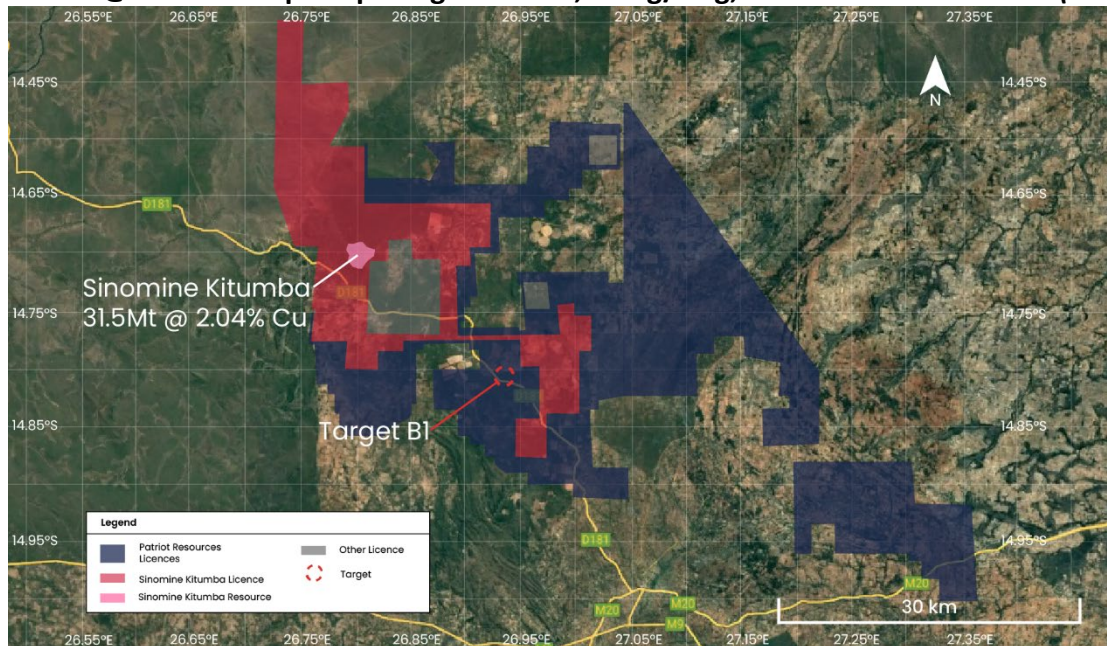 26.55°E 26.65°E 26.75°E 26.85°E 26.95°E 27.05°E 27.15°E 27.25°E 27.35°E
14.45°S 14.45°S
N
14.65°S 14.65°S
D181
Sinomine Kitumba
31.5Mt @ 2.04% Cu
D181
14.75°S 14.75°S
Target B1
14.85°S 14.85°S
Legend
Patriot Resources
Licences
Other Licence
Sinomine Kitumba Licence
Target
Sinomine Kitumba Resource
D181
14.95°S 14.95°S
M20
M20
M20
M9
30 km
26.55°E 26.65°E 26.75°E 26.85°E 26.95°E 27.05°E 27.15°E 27.25°E 27.35°E